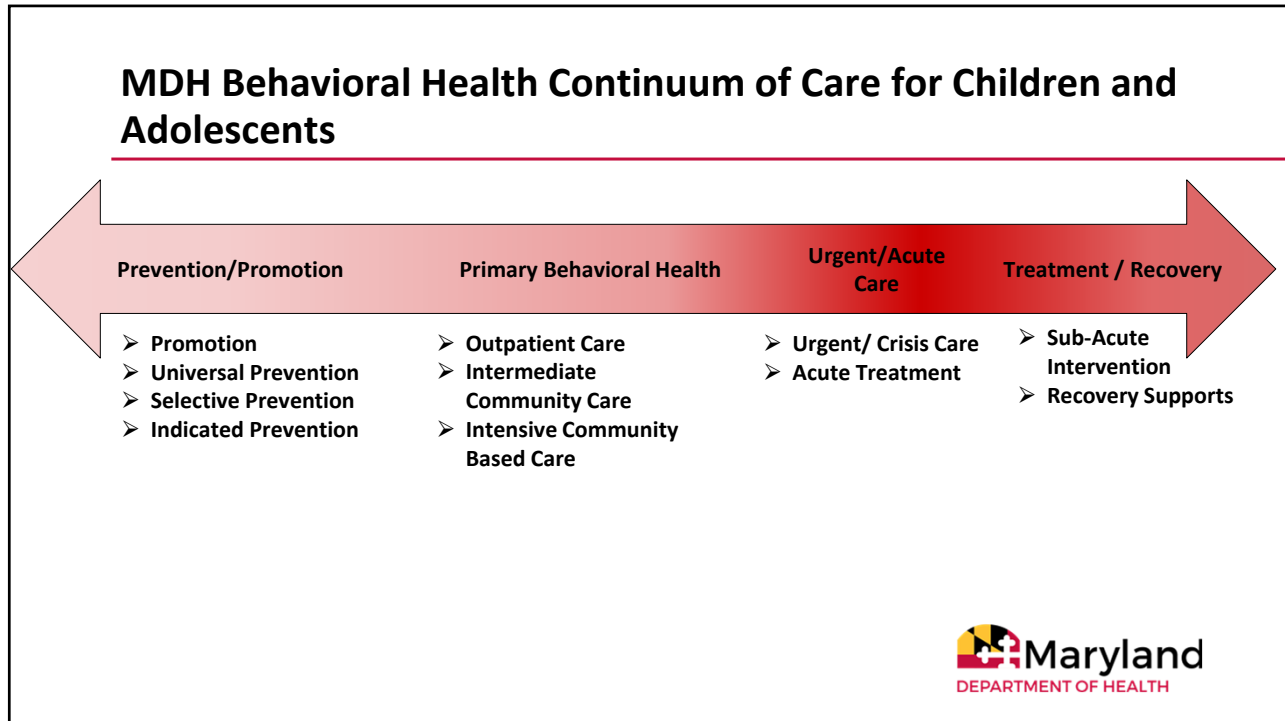 MDH Behavioral Health Continuum of Care for Children and
Adolescents
Prevention/Promotion
Primary Behavioral Health
Urgent/Acute
Care
Treatment / Recovery
➢ Promotion
➢ Universal Prevention
➢ Selective Prevention
➢ Indicated Prevention
➢ Outpatient Care
➢ Intermediate
Community Care
➢ Intensive Community
Based Care
➢ Urgent/ Crisis Care
➢ Acute Treatment
➢ Sub-Acute
Intervention
➢ Recovery Supports
Maryland
DEPARTMENT OF HEALTH